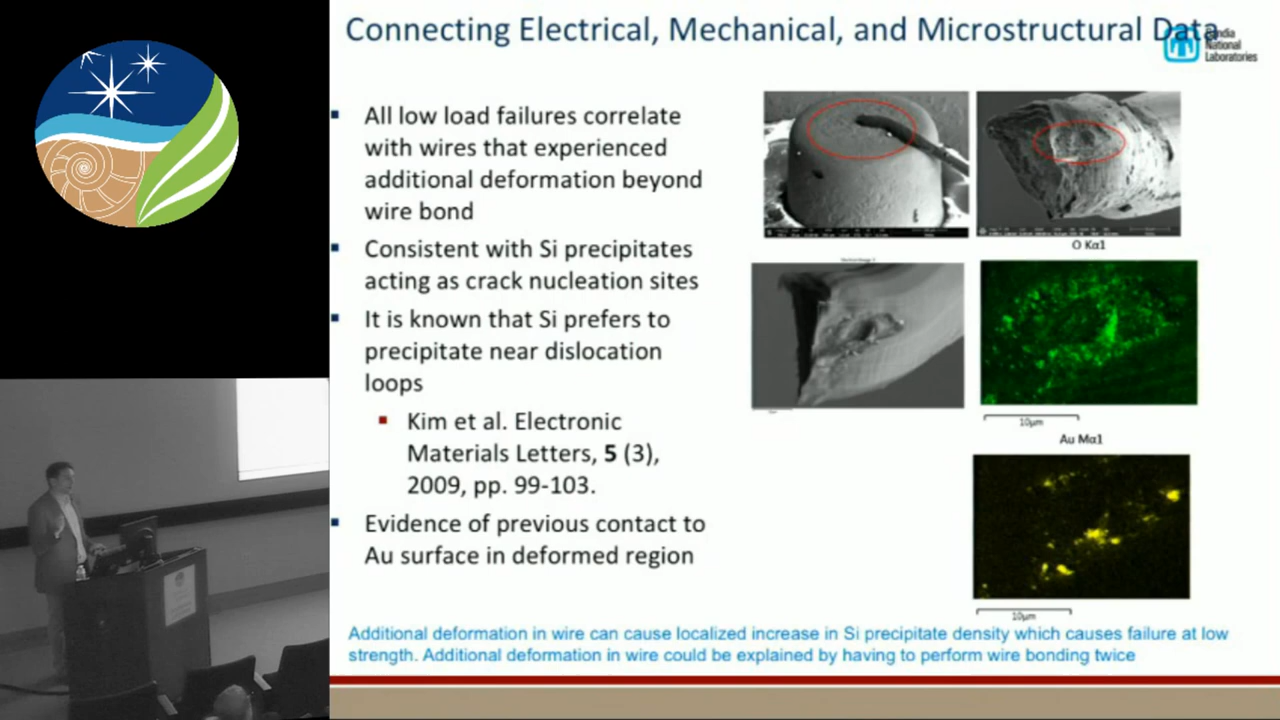 Connecting Electrical, Mechanical, and Microstructural Data
Sandia
National
Laboratories
All low load failures correlate
with wires that experienced
additional deformation beyond
wire bond
Consistent with Si precipitates
acting as crack nucleation sites
It is known that Si prefers to
precipitate near dislocation
loops
Kim et al. Electronic
Materials Letters, 5 (3),
2009, pp. 99-103.
Evidence of previous contact to
Au surface in deformed region
O Kα1
10µm
Au Mα1
10µm
Additional deformation in wire can cause localized increase in Si precipitate density which causes failure at low
strength. Additional deformation in wire could be explained by having to perform wire bonding twice